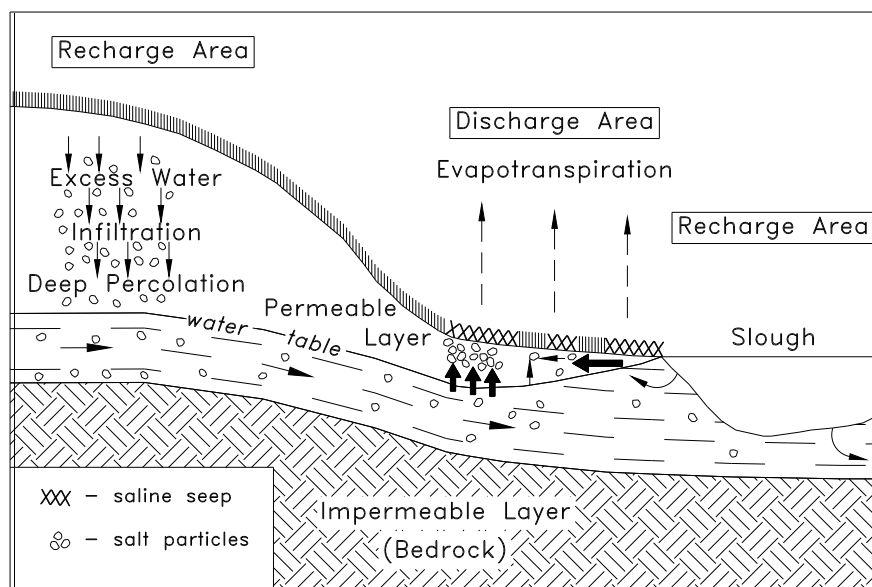 Recharge Area
Discharge Area
Evapotranspiration
Recharge Area
Excess Water
Infiltration
Deep Percolation
Permeable
Layer
water table
Slough
Impermeable Layer
(Bedrock)
– saline seep
– salt particles